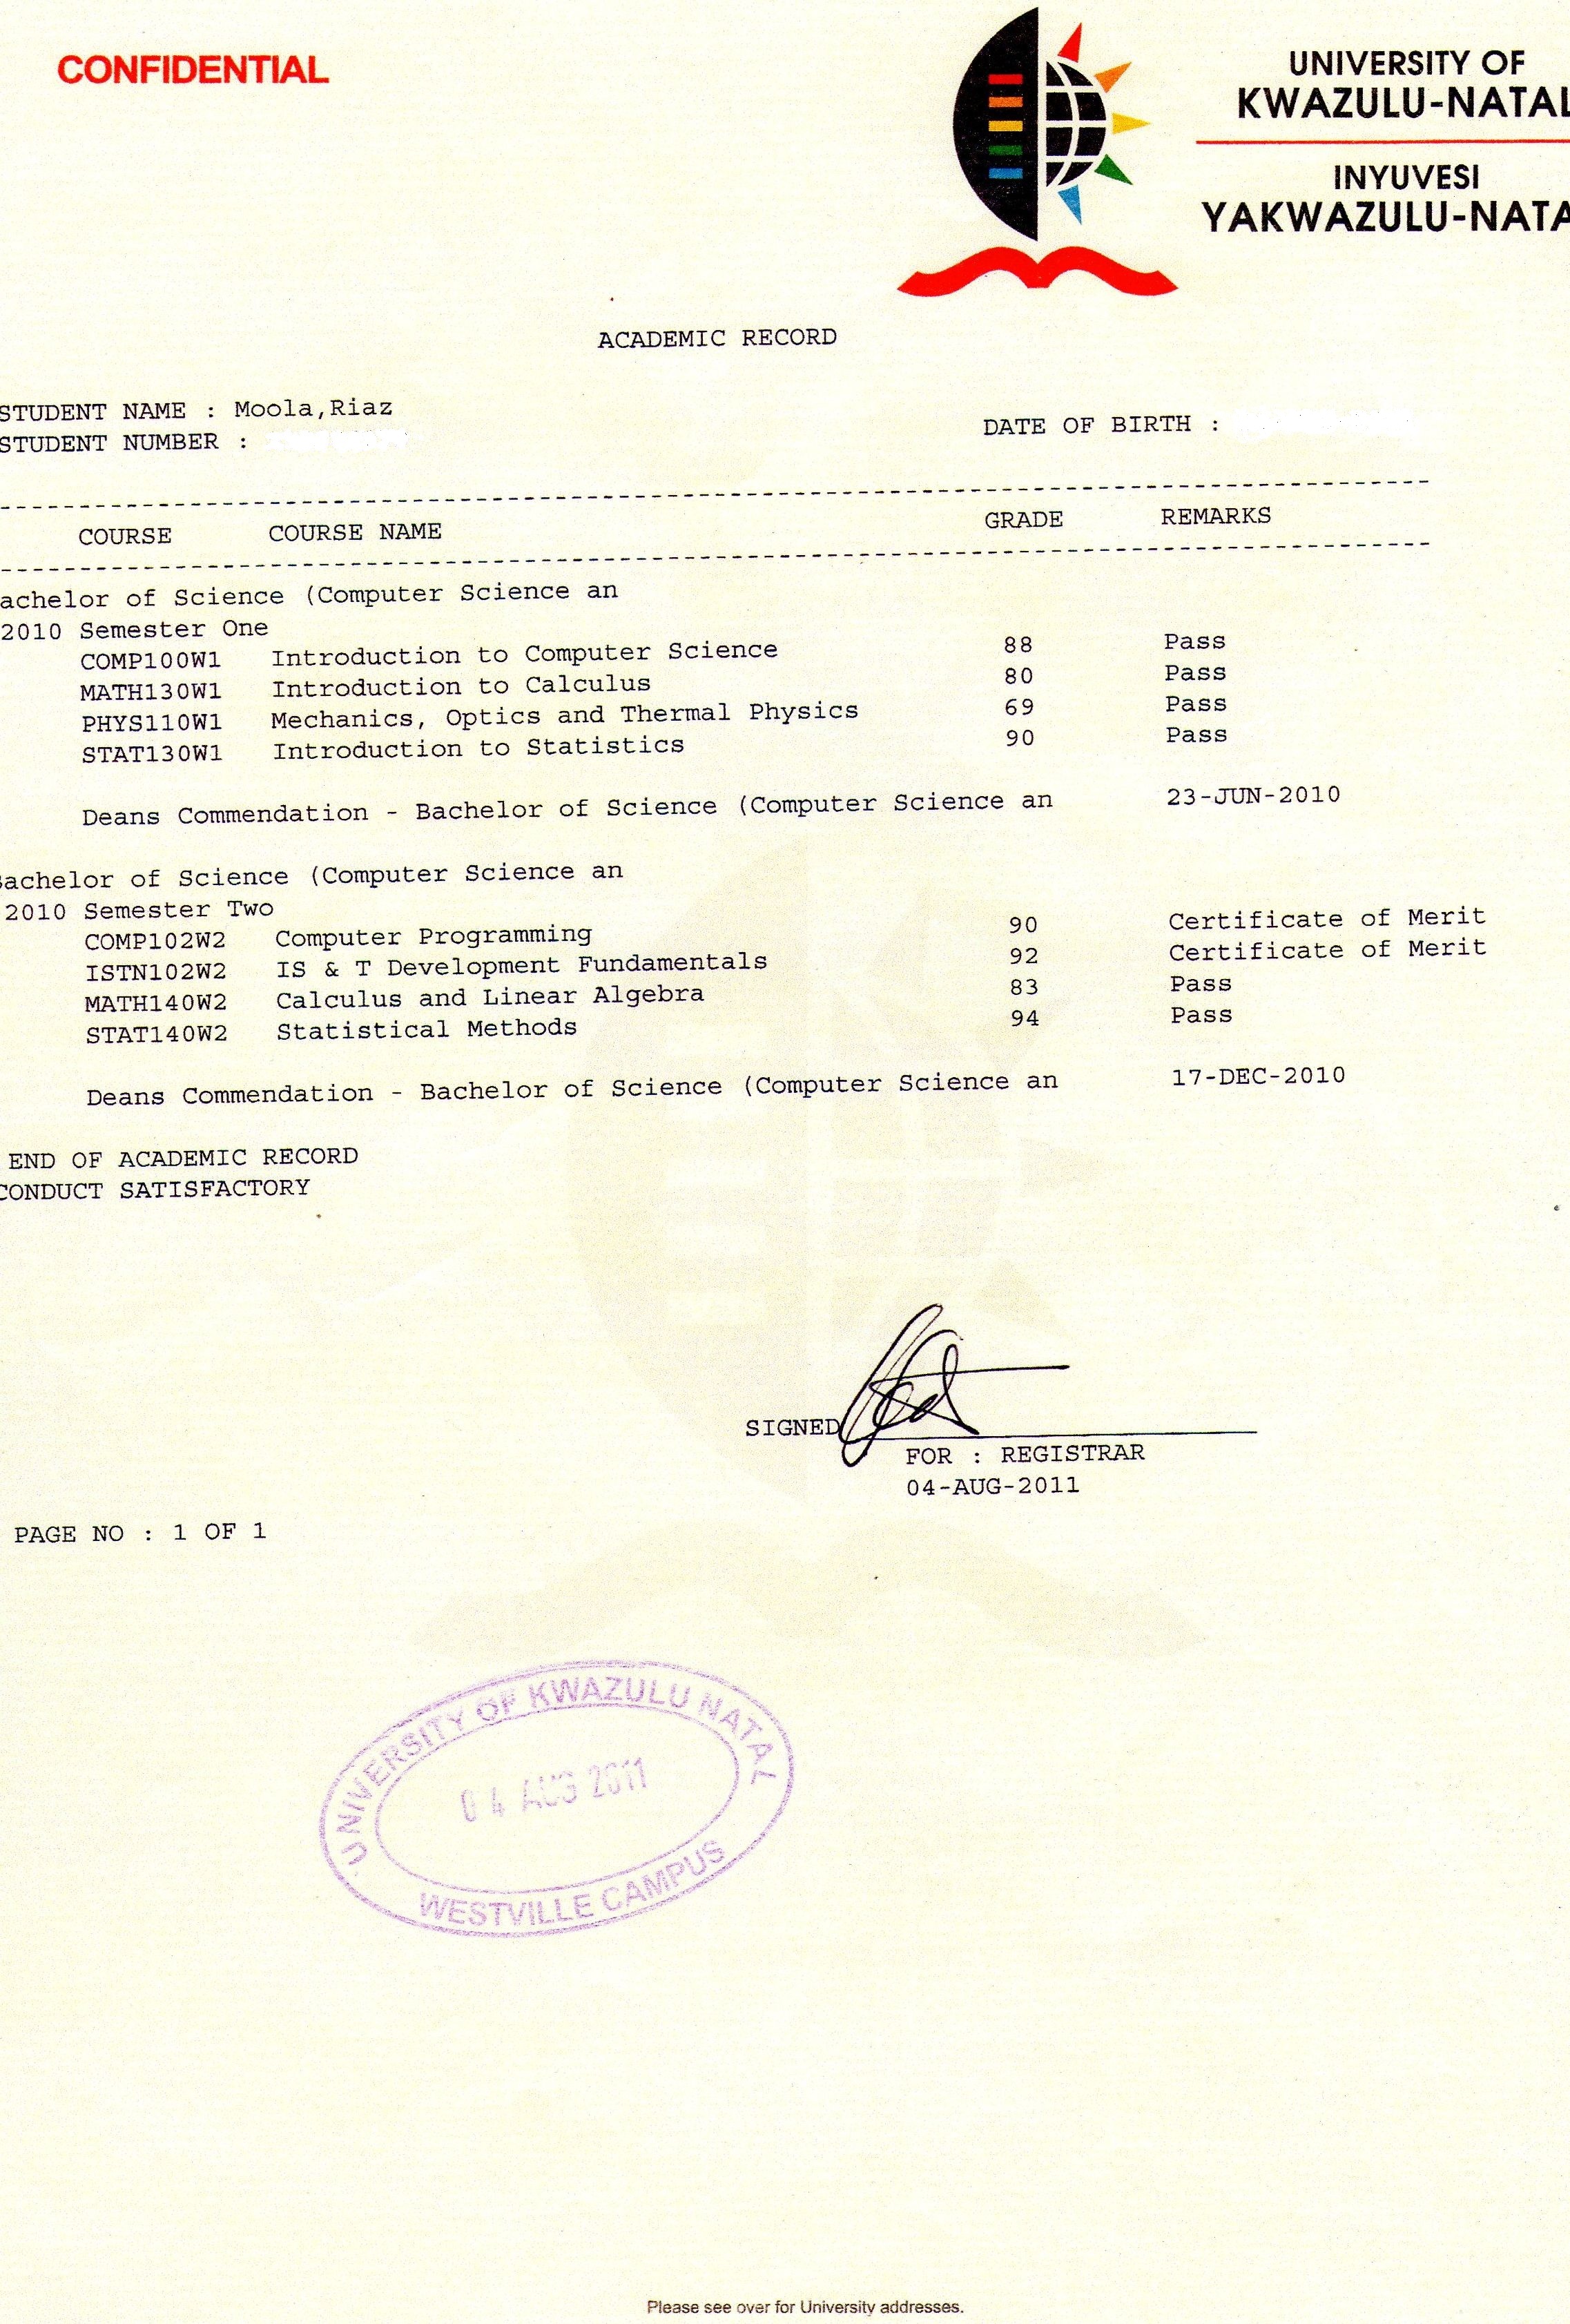 CONFIDENTIAL
UNIVERSITY OF
KWAZULU-NATAL
INYUVESI
YAKWAZULU-NATA
ACADEMIC RECORD
STUDENT NAME : Moola,Riaz
STUDENT NUMBER :
DATE OF BIRTH :
COURSE COURSE NAME GRADE REMARKS
achelor of Science (Computer Science an
2010 Semester One
COMP100W1 Introduction to Computer Science 88 Pass
MATH130W1 Introduction to Calculus 80 Pass
PHYS110W1 Mechanics, Optics and Thermal Physics 69 Pass
STAT130W1 Introduction to Statistics 90 Pass
Deans Commendation - Bachelor of Science (Computer Science an 23-JUN-2010
Bachelor of Science (Computer Science an
2010 Semester Two
COMP102W2 Computer Programming 90 Certificate of Merit
ISTN102W2 IS & T Development Fundamentals 92 Certificate of Merit
MATH140W2 Calculus and Linear Algebra 83 Pass
STAT140W2 Statistical Methods 94 Pass
Deans Commendation - Bachelor of Science (Computer Science an 17-DEC-2010
END OF ACADEMIC RECORD
CONDUCT SATISFACTORY
SIGNED
FOR : REGISTRAR
04-AUG-2011
PAGE NO : 1 OF 1
UNIVERSITY OF KWAZULU NATAL
04 AUG 2011
WESTVILLE CAMPUS
Please see over for University addresses.